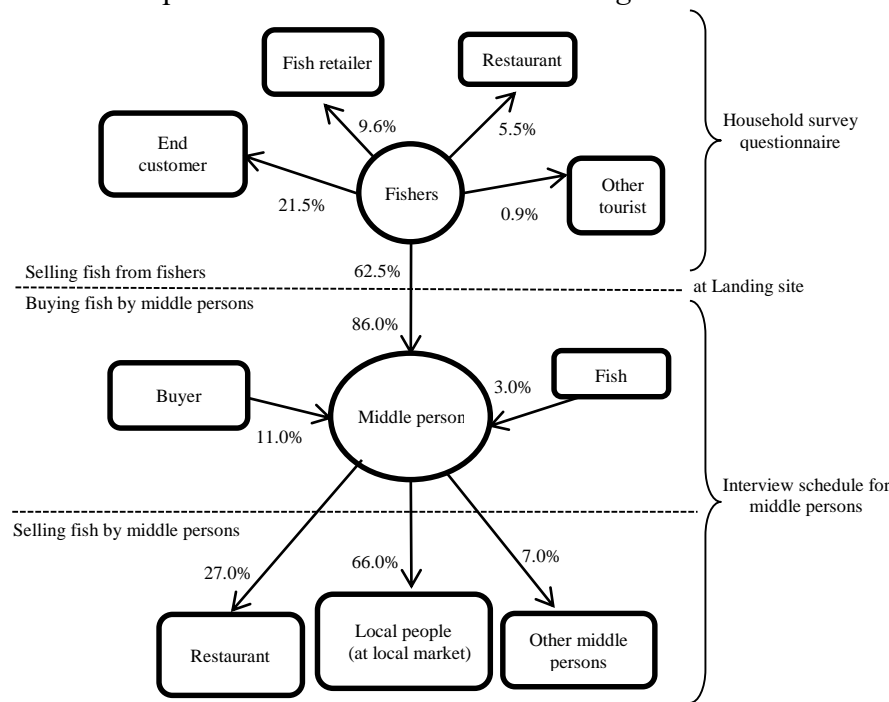 Fish retailer
Restaurant
9.6%
5.5%
Household survey
questionnaire
End
customer
Fishers
Other
tourist
21.5%
0.9%
Selling fish from fishers
62.5%
at Landing site
Buying fish by middle persons
86.0%
Buyer
3.0%
Fish
Middle person
11.0%
Interview schedule for
middle persons
Selling fish by middle persons
27.0%
66.0%
7.0%
Restaurant
Local people
(at local market)
Other middle
persons